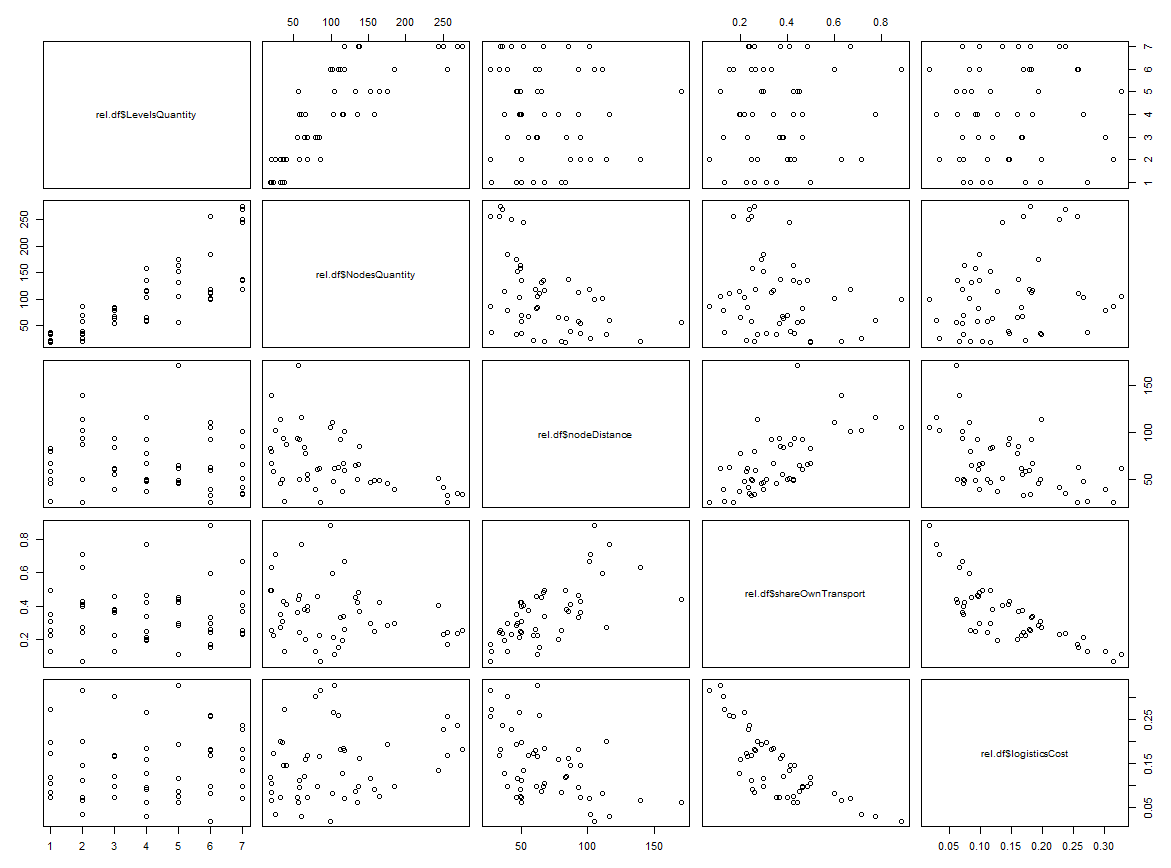 50 100 150 200 250
0.2 0.4 0.6 0.8
rel.df$LevelsQuantity
1 2 3 4 5 6 7
50 100 150 200 250
rel.df$NodesQuantity
rel.df$nodeDistance
50 100 150
0.2 0.4 0.6 0.8
rel.df$shareOwnTransport
rel.df$logisticsCost
0.05 0.15 0.25
1 2 3 4 5 6 7
50 100 150
0.05 0.10 0.15 0.20 0.25 0.30